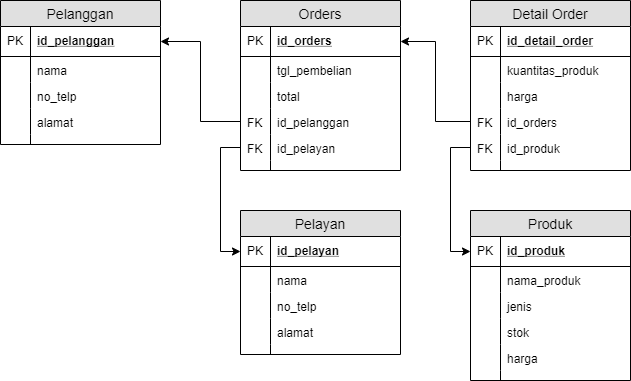 Pelanggan
PK id_pelanggan
nama
no_telp
alamat
Orders
PK id_orders
tgl_pembelian
total
FK id_pelanggan
FK id_pelayan
Detail Order
PK id_detail_order
kuantitas_produk
harga
FK id_orders
FK id_produk
Pelayan
PK id_pelayan
nama
no_telp
alamat
Produk
PK id_produk
nama_produk
jenis
stok
harga